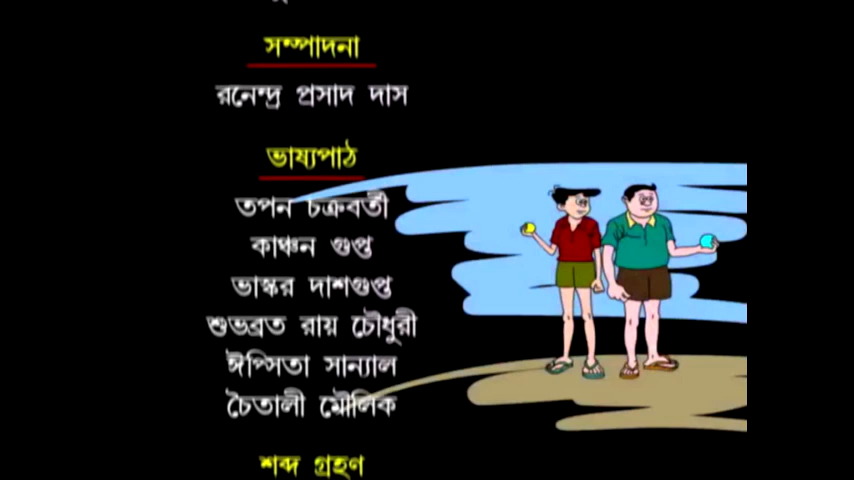 সম্পাদনা
রনেন্দ্র প্রসাদ দাস
ভাষ্যপাঠ
তপন চক্রবর্তী
কাঞ্চন গুপ্ত
ভাস্কর দাশগুপ্ত
শুভব্রত রায় চৌধুরী
ঈপ্সিতা সান্যাল
চৈতালী মৌলিক
শব্দ গ্রহণ